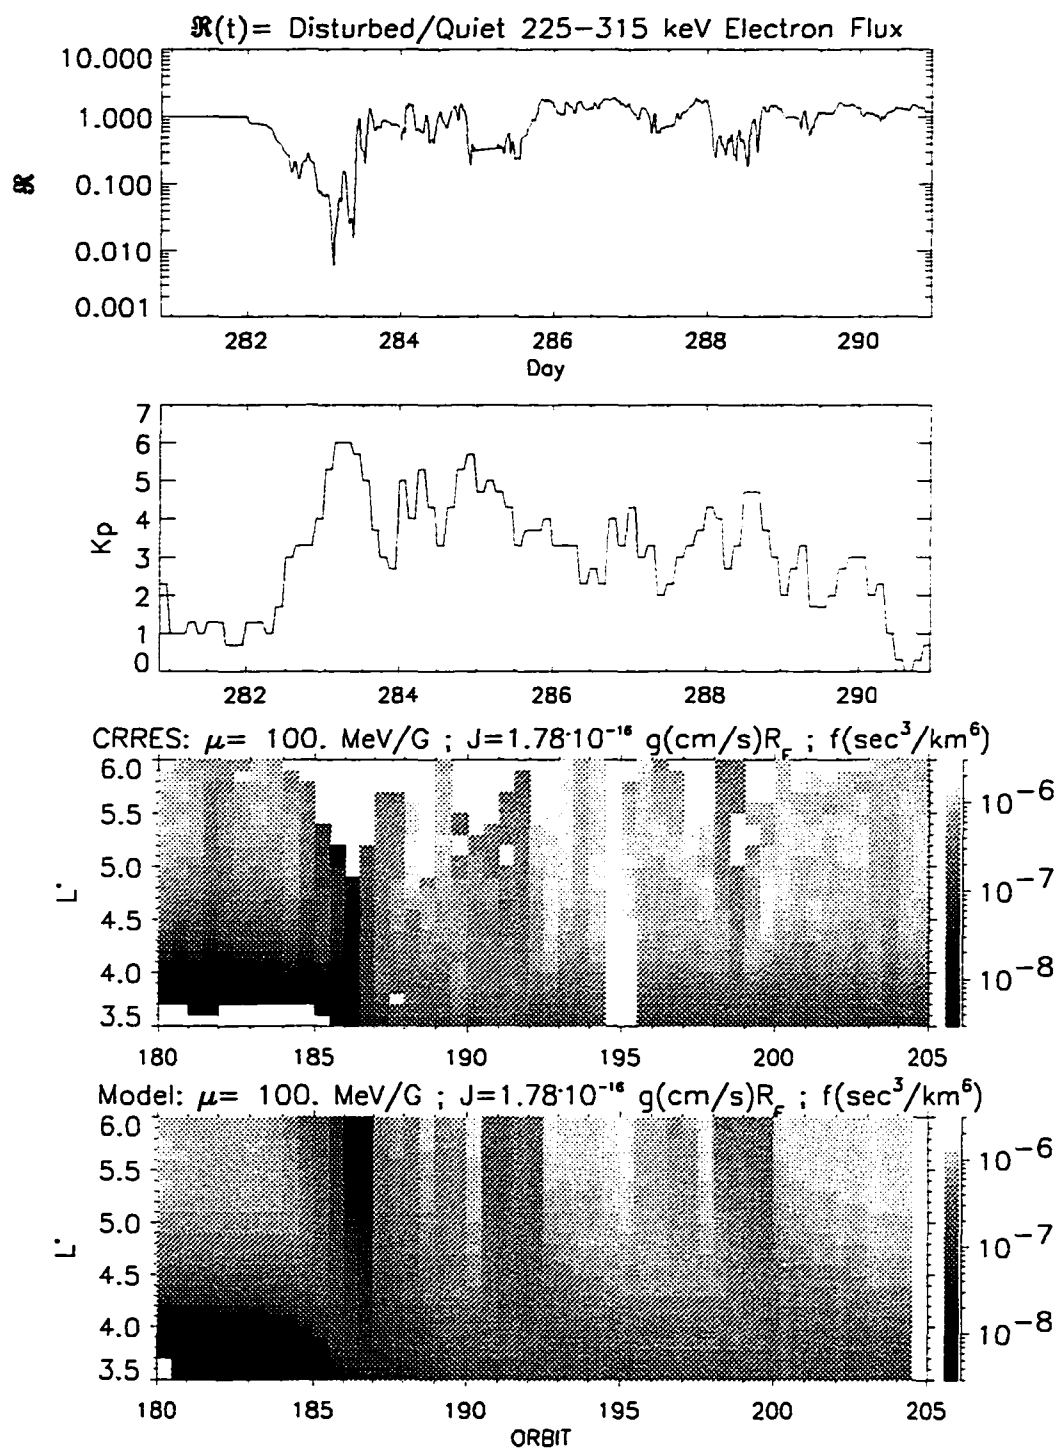 ℜ(t)= Disturbed/Quiet 225-315 keV Electron Flux
10.000
1.000
0.100
0.010
0.001
ℜ
282 284 286 288 290
Day
7
6
5
4
3
2
1
0
Kp
282 284 286 288 290
CRRES: μ= 100. MeV/G ; J=1.78·10⁻¹⁶ g(cm/s)R_E ; f(sec³/km⁶)
6.0
5.5
5.0
4.5
4.0
3.5
L*
10⁻⁶
10⁻⁷
10⁻⁸
180 185 190 195 200 205
Model: μ= 100. MeV/G ; J=1.78·10⁻¹⁶ g(cm/s)R_E ; f(sec³/km⁶)
6.0
5.5
5.0
4.5
4.0
3.5
L*
10⁻⁶
10⁻⁷
10⁻⁸
180 185 190 195 200 205
ORBIT